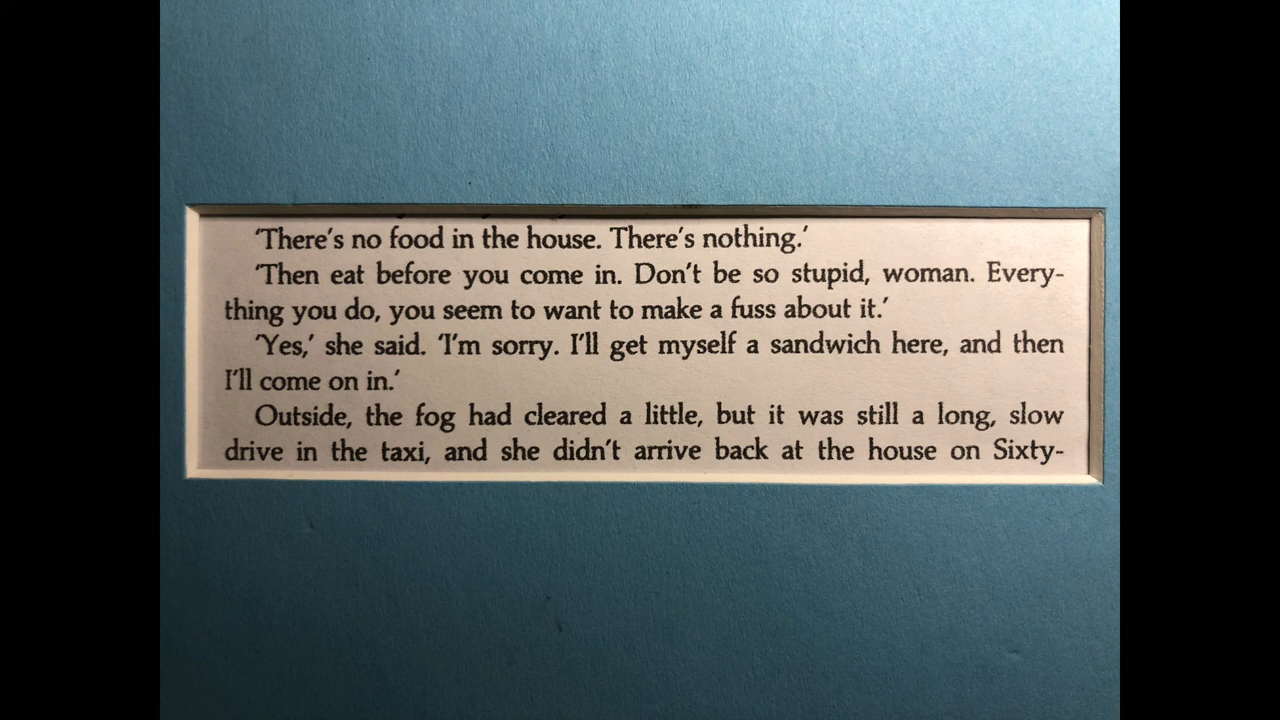 ‘There’s no food in the house. There’s nothing.’
‘Then eat before you come in. Don’t be so stupid, woman. Every-
thing you do, you seem to want to make a fuss about it.’
‘Yes,’ she said. ‘I’m sorry. I’ll get myself a sandwich here, and then
I’ll come on in.’
Outside, the fog had cleared a little, but it was still a long, slow
drive in the taxi, and she didn’t arrive back at the house on Sixty-